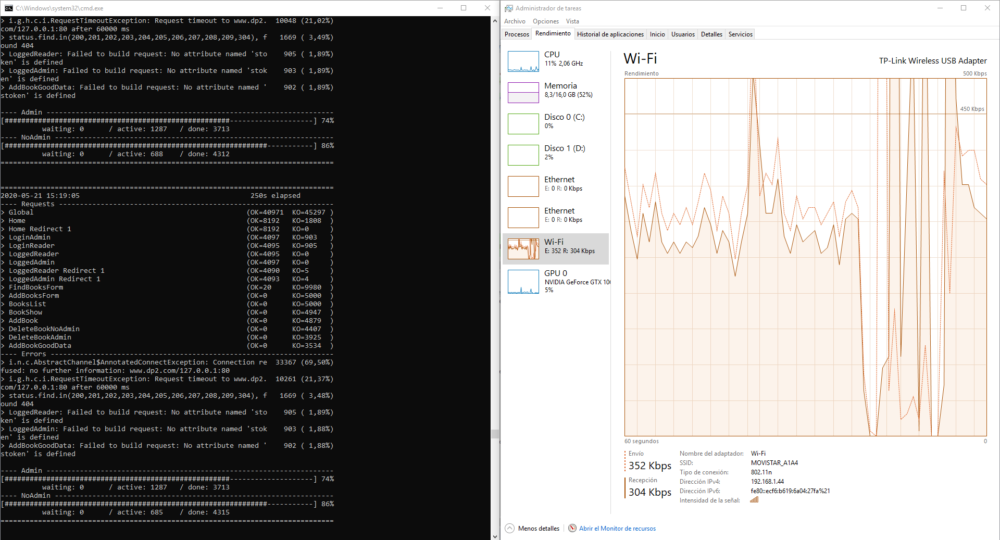 C:\Windows\system32\cmd.exe
> i.g.h.c.i.RequestTimeoutException: Request timeout to www.dp2.  10048 (21,02%)
com/127.0.0.1:80 after 60000 ms
> status.find.in(200,201,202,203,204,205,206,207,208,209,304), f   1669 ( 3,49%)
ound 404
> LoggedReader: Failed to build request: No attribute named 'sto    905 ( 1,89%)
ken' is defined
> LoggedAdmin: Failed to build request: No attribute named 'stok    903 ( 1,89%)
en' is defined
> AddBookGoodData: Failed to build request: No attribute named '    902 ( 1,89%)
stoken' is defined
---- Admin ---------------------------------------------------------------------
[######################################################--------------------] 74%
waiting: 0      / active: 1287   / done: 3713
---- NoAdmin -------------------------------------------------------------------
[###############################################################-----------] 86%
waiting: 0      / active: 688    / done: 4312
================================================================================
================================================================================
2020-05-21 15:19:05                                         250s elapsed
---- Requests ------------------------------------------------------------------
> Global                                                   (OK=40971  KO=45297 )
> Home                                                     (OK=8192   KO=1808  )
> Home Redirect 1                                          (OK=8192   KO=0     )
> LoginAdmin                                               (OK=4097   KO=903   )
> LoginReader                                              (OK=4095   KO=905   )
> LoggedReader                                             (OK=4095   KO=0     )
> LoggedAdmin                                              (OK=4097   KO=0     )
> LoggedReader Redirect 1                                  (OK=4090   KO=5     )
> LoggedAdmin Redirect 1                                   (OK=4093   KO=4     )
> FindBooksForm                                            (OK=20     KO=9980  )
> AddBooksForm                                             (OK=0      KO=5000  )
> BooksList                                                (OK=0      KO=5000  )
> BookShow                                                 (OK=0      KO=4947  )
> AddBook                                                  (OK=0      KO=4879  )
> DeleteBookNoAdmin                                        (OK=0      KO=4407  )
> DeleteBookAdmin                                          (OK=0      KO=3925  )
> AddBookGoodData                                          (OK=0      KO=3534  )
---- Errors --------------------------------------------------------------------
> i.n.c.AbstractChannel$AnnotatedConnectException: Connection re  33367 (69,50%)
fused: no further information: www.dp2.com/127.0.0.1:80
> i.g.h.c.i.RequestTimeoutException: Request timeout to www.dp2.  10261 (21,37%)
com/127.0.0.1:80 after 60000 ms
> status.find.in(200,201,202,203,204,205,206,207,208,209,304), f   1669 ( 3,48%)
ound 404
> LoggedReader: Failed to build request: No attribute named 'sto    905 ( 1,89%)
ken' is defined
> LoggedAdmin: Failed to build request: No attribute named 'stok    903 ( 1,88%)
en' is defined
> AddBookGoodData: Failed to build request: No attribute named '    902 ( 1,88%)
stoken' is defined
---- Admin ---------------------------------------------------------------------
[######################################################--------------------] 74%
waiting: 0      / active: 1287   / done: 3713
---- NoAdmin -------------------------------------------------------------------
[###############################################################-----------] 86%
waiting: 0      / active: 685    / done: 4315
================================================================================
Administrador de tareas
Archivo Opciones Vista
Procesos Rendimiento Historial de aplicaciones Inicio Usuarios Detalles Servicios
CPU
11% 2,06 GHz
Memoria
8,3/16,0 GB (52%)
Disco 0 (C:)
0%
Disco 1 (D:)
2%
Ethernet
E: 0 R: 0 Kbps
Ethernet
E: 0 R: 0 Kbps
Wi-Fi
E: 352 R: 304 Kbps
GPU 0
NVIDIA GeForce GTX 10
5%
Wi-Fi
TP-Link Wireless USB Adapter
Rendimiento 500 Kbps
450 Kbps
60 segundos 0
Envío
352 Kbps
Recepción
304 Kbps
Nombre del adaptador: Wi-Fi
SSID: MOVISTAR_A1A4
Tipo de conexión: 802.11n
Dirección IPv4: 192.168.1.44
Dirección IPv6: fe80::ecf6:b619:6a04:27fa%21
Intensidad de la señal:
Menos detalles Abrir el Monitor de recursos